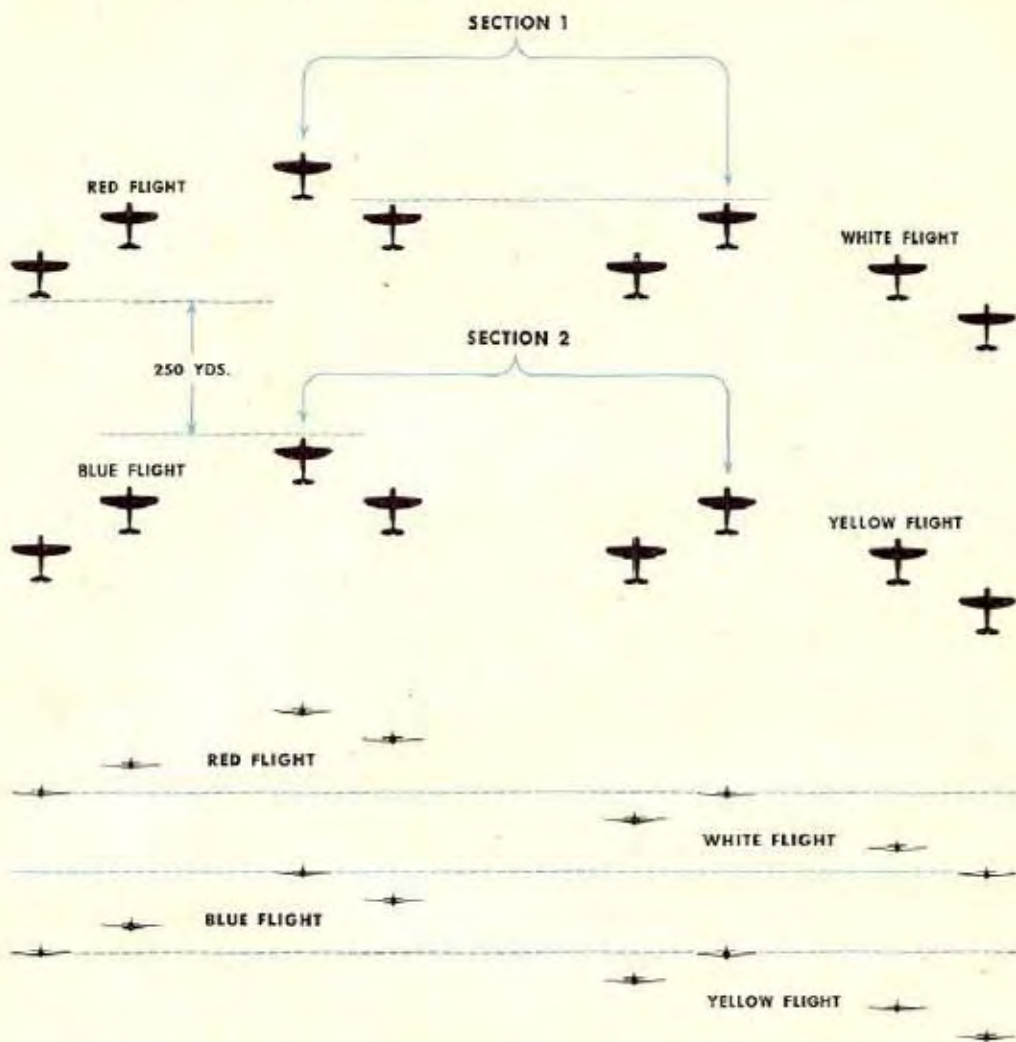 SECTION 1
RED FLIGHT
WHITE FLIGHT
SECTION 2
250 YDS.
BLUE FLIGHT
YELLOW FLIGHT
RED FLIGHT
WHITE FLIGHT
BLUE FLIGHT
YELLOW FLIGHT